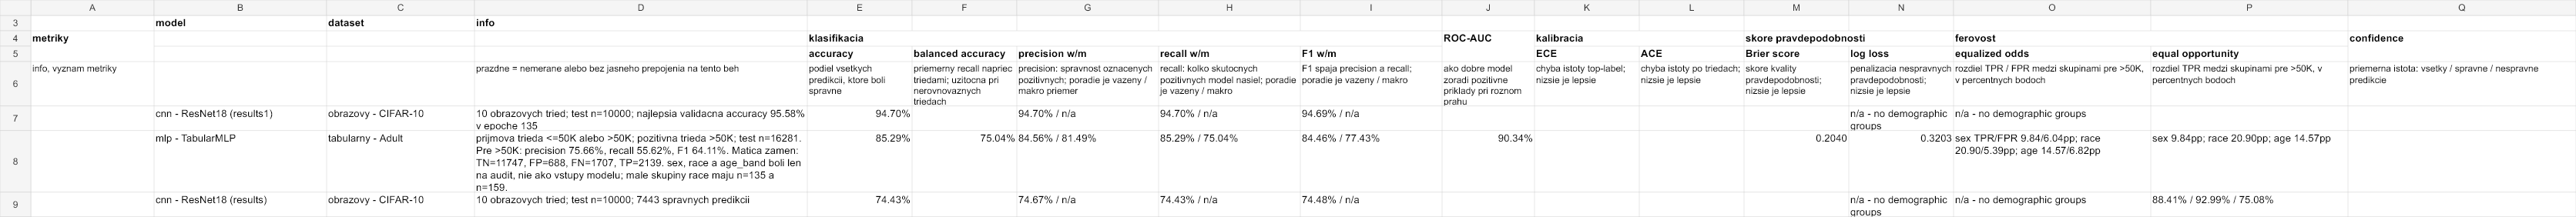 A B C D E F G H I J K L M N O P Q
3 model dataset info
4 metriky klasifikacia ROC-AUC kalibracia skore pravdepodobnosti ferovost confidence
5 accuracy balanced accuracy precision w/m recall w/m F1 w/m ECE ACE Brier score log loss equalized odds equal opportunity
6
info, vyznam metriky
prazdne = nemerane alebo bez jasneho prepojenia na tento beh
podiel vsetkych
predikcii, ktore boli
spravne
priemerny recall napriec
triedami; uzitocna pri
nerovnovaznych
triedach
precision: spravnost oznacenych
pozitivnych; poradie je vazeny /
makro priemer
recall: kolko skutocnych
pozitivnych model nasiel; poradie
je vazeny / makro
F1 spaja precision a recall;
poradie je vazeny / makro
ako dobre model
zoradi pozitivne
priklady pri roznom
prahu
chyba istoty top-label;
nizsie je lepsie
chyba istoty po triedach;
nizsie je lepsie
skore kvality
pravdepodobnosti;
nizsie je lepsie
penalizacia nespravnych
pravdepodobnosti;
nizsie je lepsie
rozdiel TPR / FPR medzi skupinami pre >50K,
v percentnych bodoch
rozdiel TPR medzi skupinami pre >50K, v
percentnych bodoch
priemerna istota: vsetky / spravne / nespravne
predikcie
7
cnn - ResNet18 (results1)
obrazovy - CIFAR-10
10 obrazovych tried; test n=10000; najlepsia validacna accuracy 95.58%
v epoche 135
94.70%
94.70% / n/a
94.70% / n/a
94.69% / n/a
n/a - no demographic
groups
n/a - no demographic groups
8
mlp - TabularMLP
tabularny - Adult
prijmova trieda <=50K alebo >50K; pozitivna trieda >50K; test n=16281.
Pre >50K: precision 75.66%, recall 55.62%, F1 64.11%. Matica zamen:
TN=11747, FP=688, FN=1707, TP=2139. sex, race a age_band boli len
na audit, nie ako vstupy modelu; male skupiny race maju n=135 a
n=159.
85.29%
75.04%
84.56% / 81.49%
85.29% / 75.04%
84.46% / 77.43%
90.34%
0.2040
0.3203
sex TPR/FPR 9.84/6.04pp; race
20.90/5.39pp; age 14.57/6.82pp
sex 9.84pp; race 20.90pp; age 14.57pp
9
cnn - ResNet18 (results)
obrazovy - CIFAR-10
10 obrazovych tried; test n=10000; 7443 spravnych predikcii
74.43%
74.67% / n/a
74.43% / n/a
74.48% / n/a
n/a - no demographic
groups
n/a - no demographic groups
88.41% / 92.99% / 75.08%